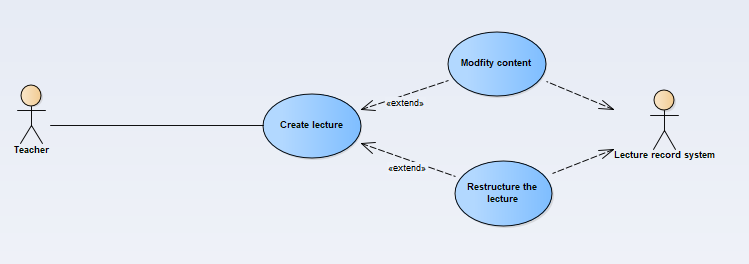 Modfity content
«extend»
Create lecture
Teacher
Lecture record system
«extend»
Restructure the
lecture